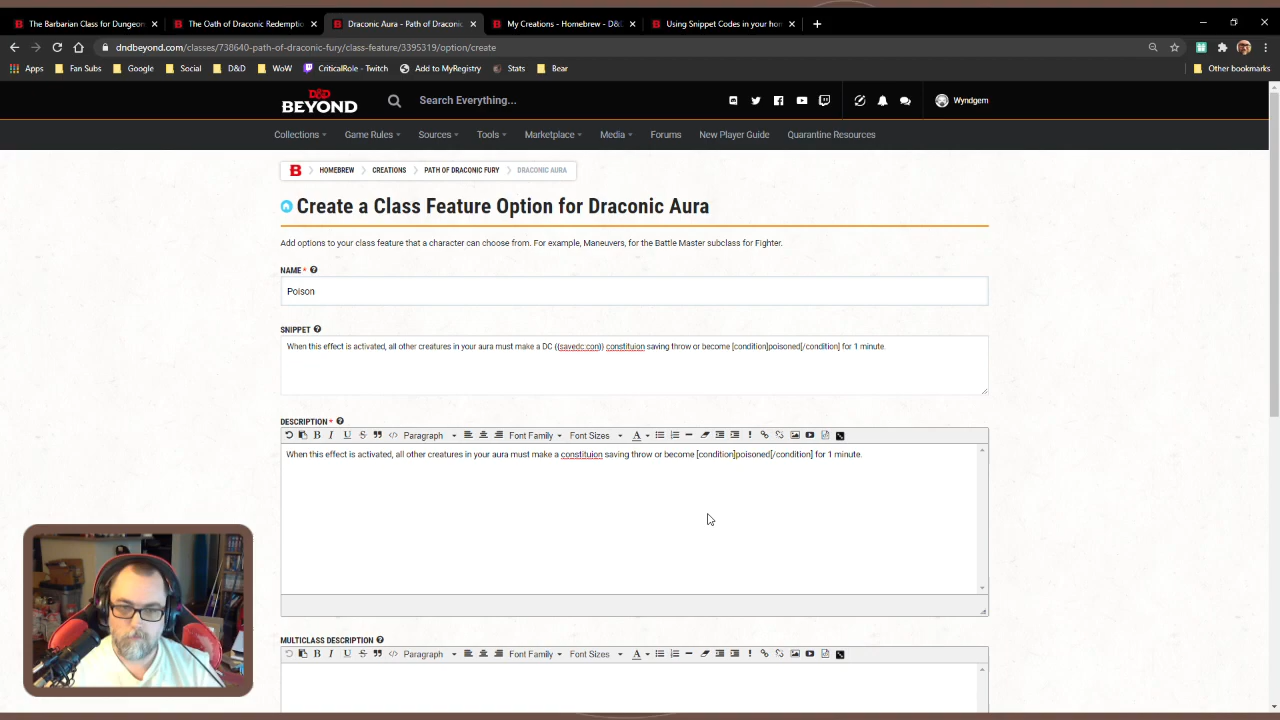 The Barbarian Class for Dungeon
The Oath of Draconic Redemptio
Draconic Aura - Path of Draconic
My Creations - Homebrew - D&D
Using Snippet Codes in your hon
dndbeyond.com/classes/738640-path-of-draconic-fury/class-feature/3395319/option/create
Apps Fan Subs Google Social D&D WoW CriticalRole - Twitch Add to MyRegistry Stats Bear Other bookmarks
D&D
BEYOND
Search Everything...
Wyndgem
Collections Game Rules Sources Tools Marketplace Media Forums New Player Guide Quarantine Resources
B HOMEBREW CREATIONS PATH OF DRACONIC FURY DRACONIC AURA
Create a Class Feature Option for Draconic Aura
Add options to your class feature that a character can choose from. For example, Maneuvers, for the Battle Master subclass for Fighter.
NAME *
Poison
SNIPPET
When this effect is activated, all other creatures in your aura must make a DC ((savedc:con)) constituion saving throw or become [condition]poisoned[/condition] for 1 minute.
DESCRIPTION *
B I U S Paragraph Font Family Font Sizes A
When this effect is activated, all other creatures in your aura must make a constituion saving throw or become [condition]poisoned[/condition] for 1 minute.
MULTICLASS DESCRIPTION
B I U S Paragraph Font Family Font Sizes A